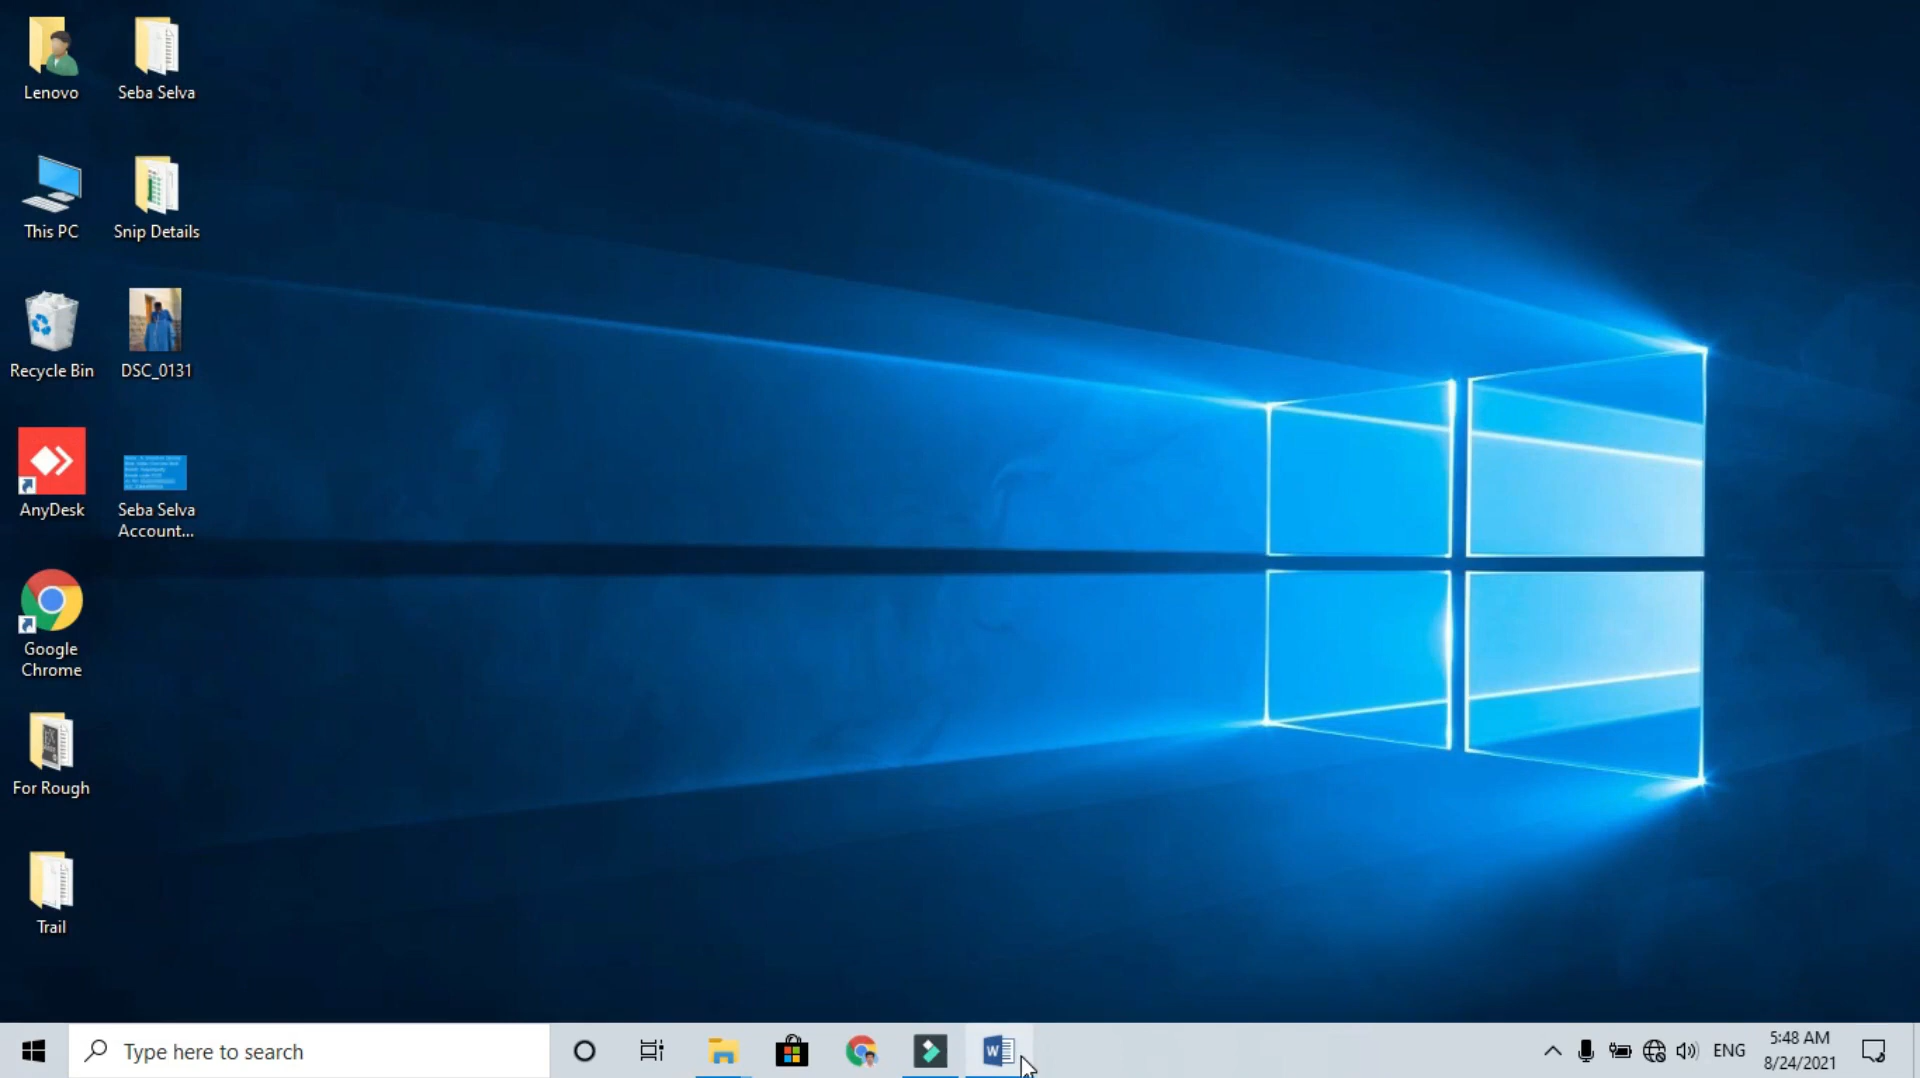 Lenovo
Seba Selva
This PC
Snip Details
Recycle Bin
DSC_0131
AnyDesk
Seba Selva
Account...
Google
Chrome
For Rough
Trail
Type here to search
W
ENG
5:48 AM
8/24/2021